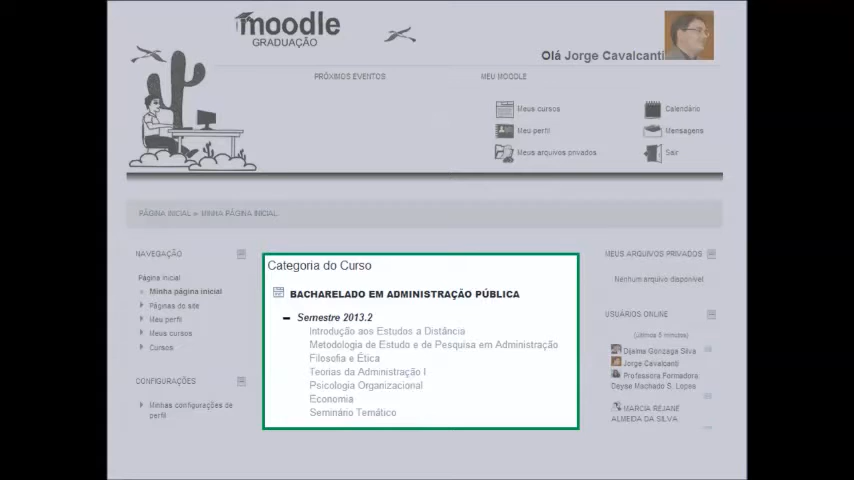 moodle
GRADUAÇÃO
Olá Jorge Cavalcanti
PRÓXIMOS EVENTOS
MEU MOODLE
Meus cursos
Calendário
Meu perfil
Mensagens
Meus arquivos privados
Sair
PÁGINA INICIAL » MINHA PÁGINA INICIAL
NAVEGAÇÃO
Página inicial
Minha página inicial
Páginas do site
Meu perfil
Meus cursos
Cursos
CONFIGURAÇÕES
Minhas configurações de
perfil
Categoria do Curso
BACHARELADO EM ADMINISTRAÇÃO PÚBLICA
Semestre 2013.2
Introdução aos Estudos a Distância
Metodologia de Estudo e de Pesquisa em Administração
Filosofia e Ética
Teorias da Administração I
Psicologia Organizacional
Economia
Seminário Temático
MEUS ARQUIVOS PRIVADOS
Nenhum arquivo disponível
USUÁRIOS ONLINE
(últimos 5 minutos)
Djalma Gonzaga Silva
Jorge Cavalcanti
Professora Formadora
Deyse Machado S. Lopes
MARCIA REJANE
ALMEIDA DA SILVA